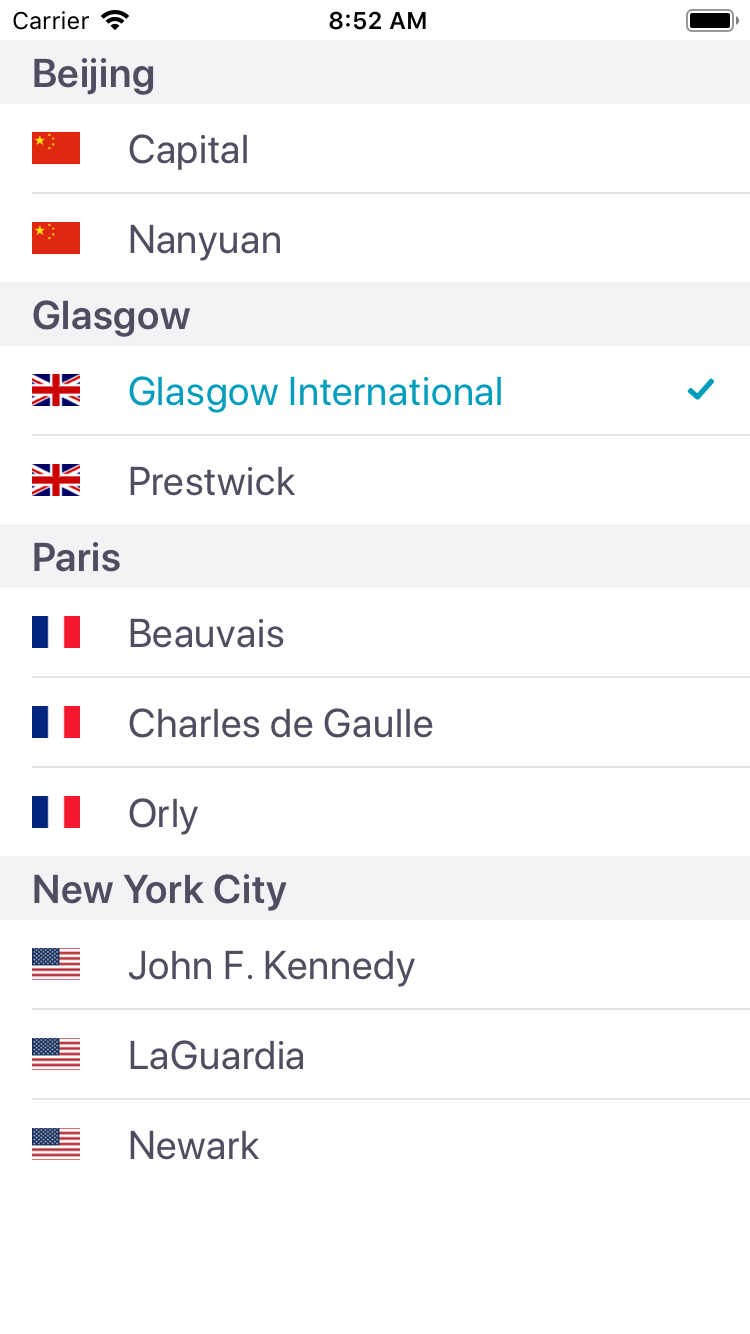 Carrier 8:52 AM
Beijing
Capital
Nanyuan
Glasgow
Glasgow International
Prestwick
Paris
Beauvais
Charles de Gaulle
Orly
New York City
John F. Kennedy
LaGuardia
Newark